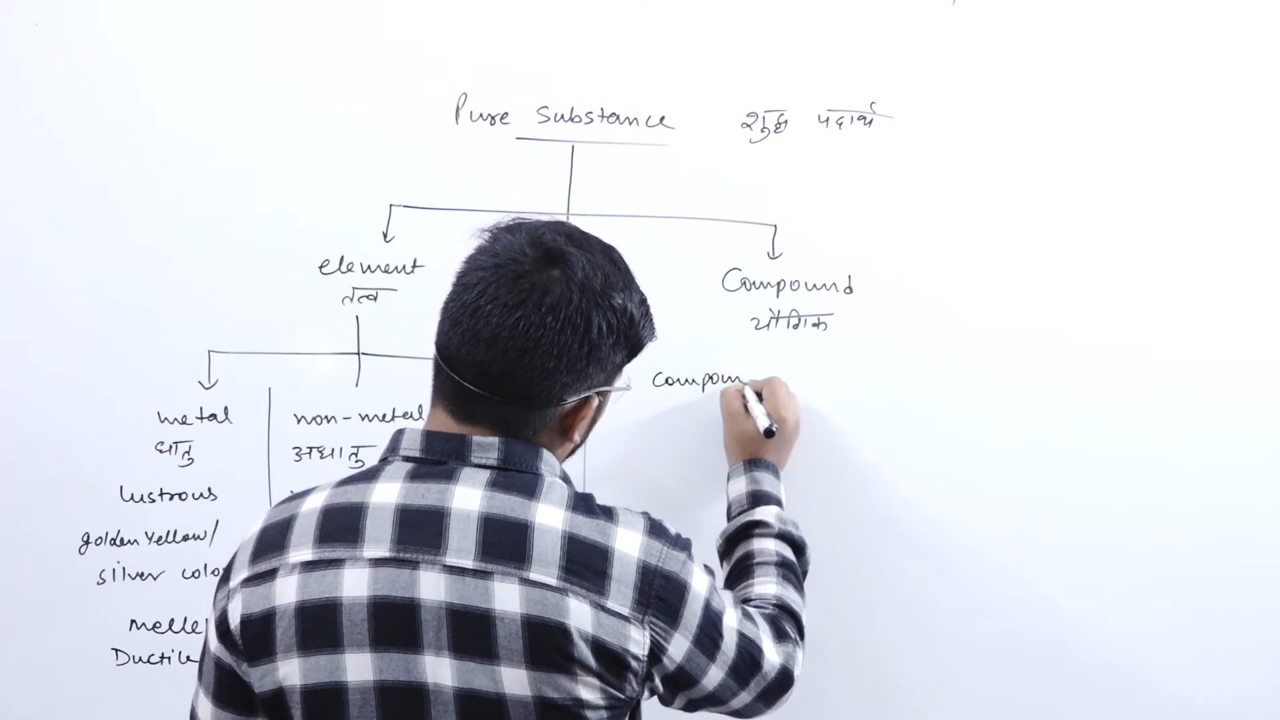 Pure Substance शुद्ध पदार्थ
element
तत्व
Compound
यौगिक
metal
धातु
non-metal
अधातु
compoun
lustrous
golden Yellow/
silver colo
melle
Ductile